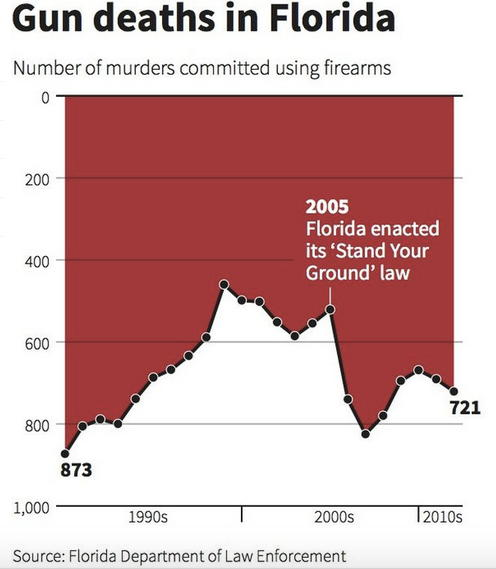 Gun deaths in Florida
Number of murders committed using firearms
0
200
2005
Florida enacted
its ‘Stand Your
Ground’ law
400
600
800
721
873
1,000
1990s
2000s
2010s
Source: Florida Department of Law Enforcement